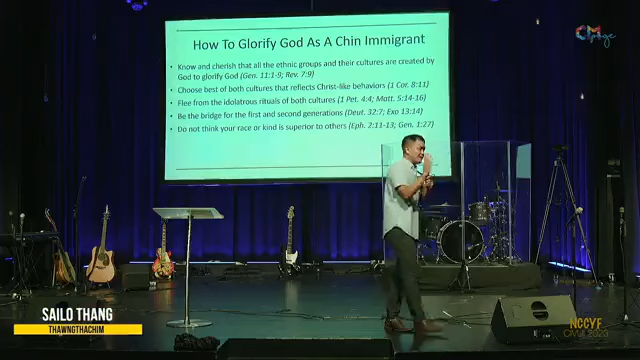 How To Glorify God As A Chin Immigrant
• Know and cherish that all the ethnic groups and their cultures are created by
God to glorify God (Gen. 11:1-9; Rev. 7:9)
• Choose best of both cultures that reflects Christ-like behaviors (1 Cor. 8:11)
• Flee from the idolatrous rituals of both cultures (1 Pet. 4:4; Matt. 5:14-16)
• Be the bridge for the first and second generations (Deut. 32:7; Exo 13:14)
• Do not think your race or kind is superior to others (Eph. 2:11-13; Gen. 1:27)
SAILO THANG
THAWNGTHACHIM
NCCYF
2023